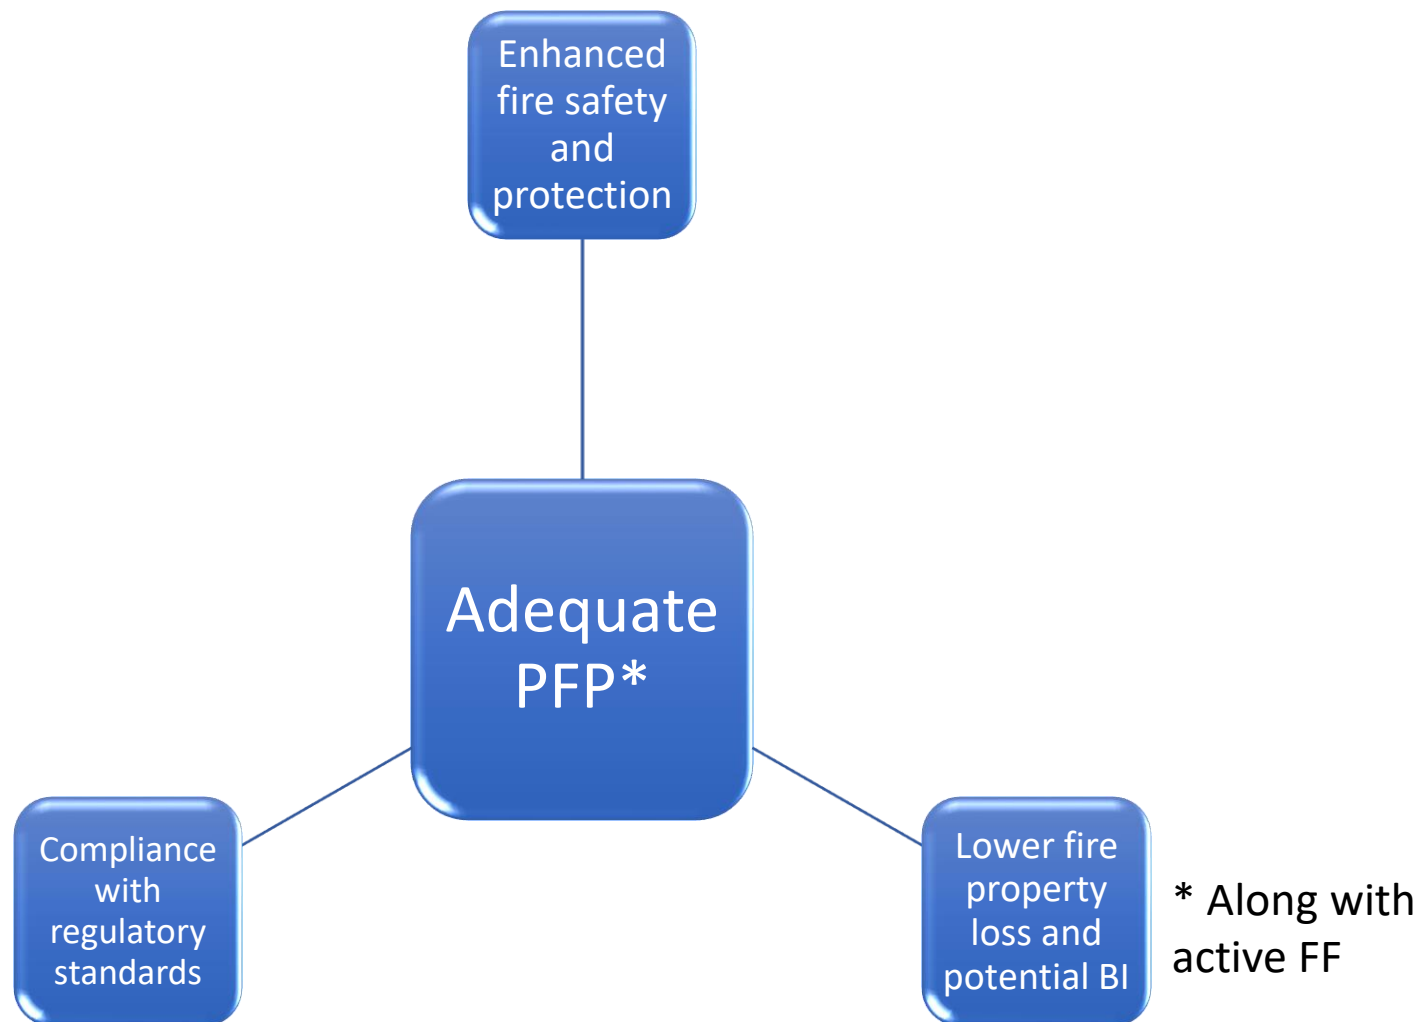 Enhanced
fire safety
and
protection
Adequate
PFP*
Compliance
with
regulatory
standards
Lower fire
property
loss and
potential BI
* Along with
active FF